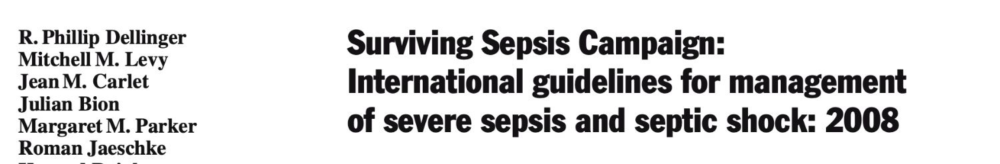 R. Phillip Dellinger
Mitchell M. Levy
Jean M. Carlet
Julian Bion
Margaret M. Parker
Roman Jaeschke
Surviving Sepsis Campaign:
International guidelines for management
of severe sepsis and septic shock: 2008